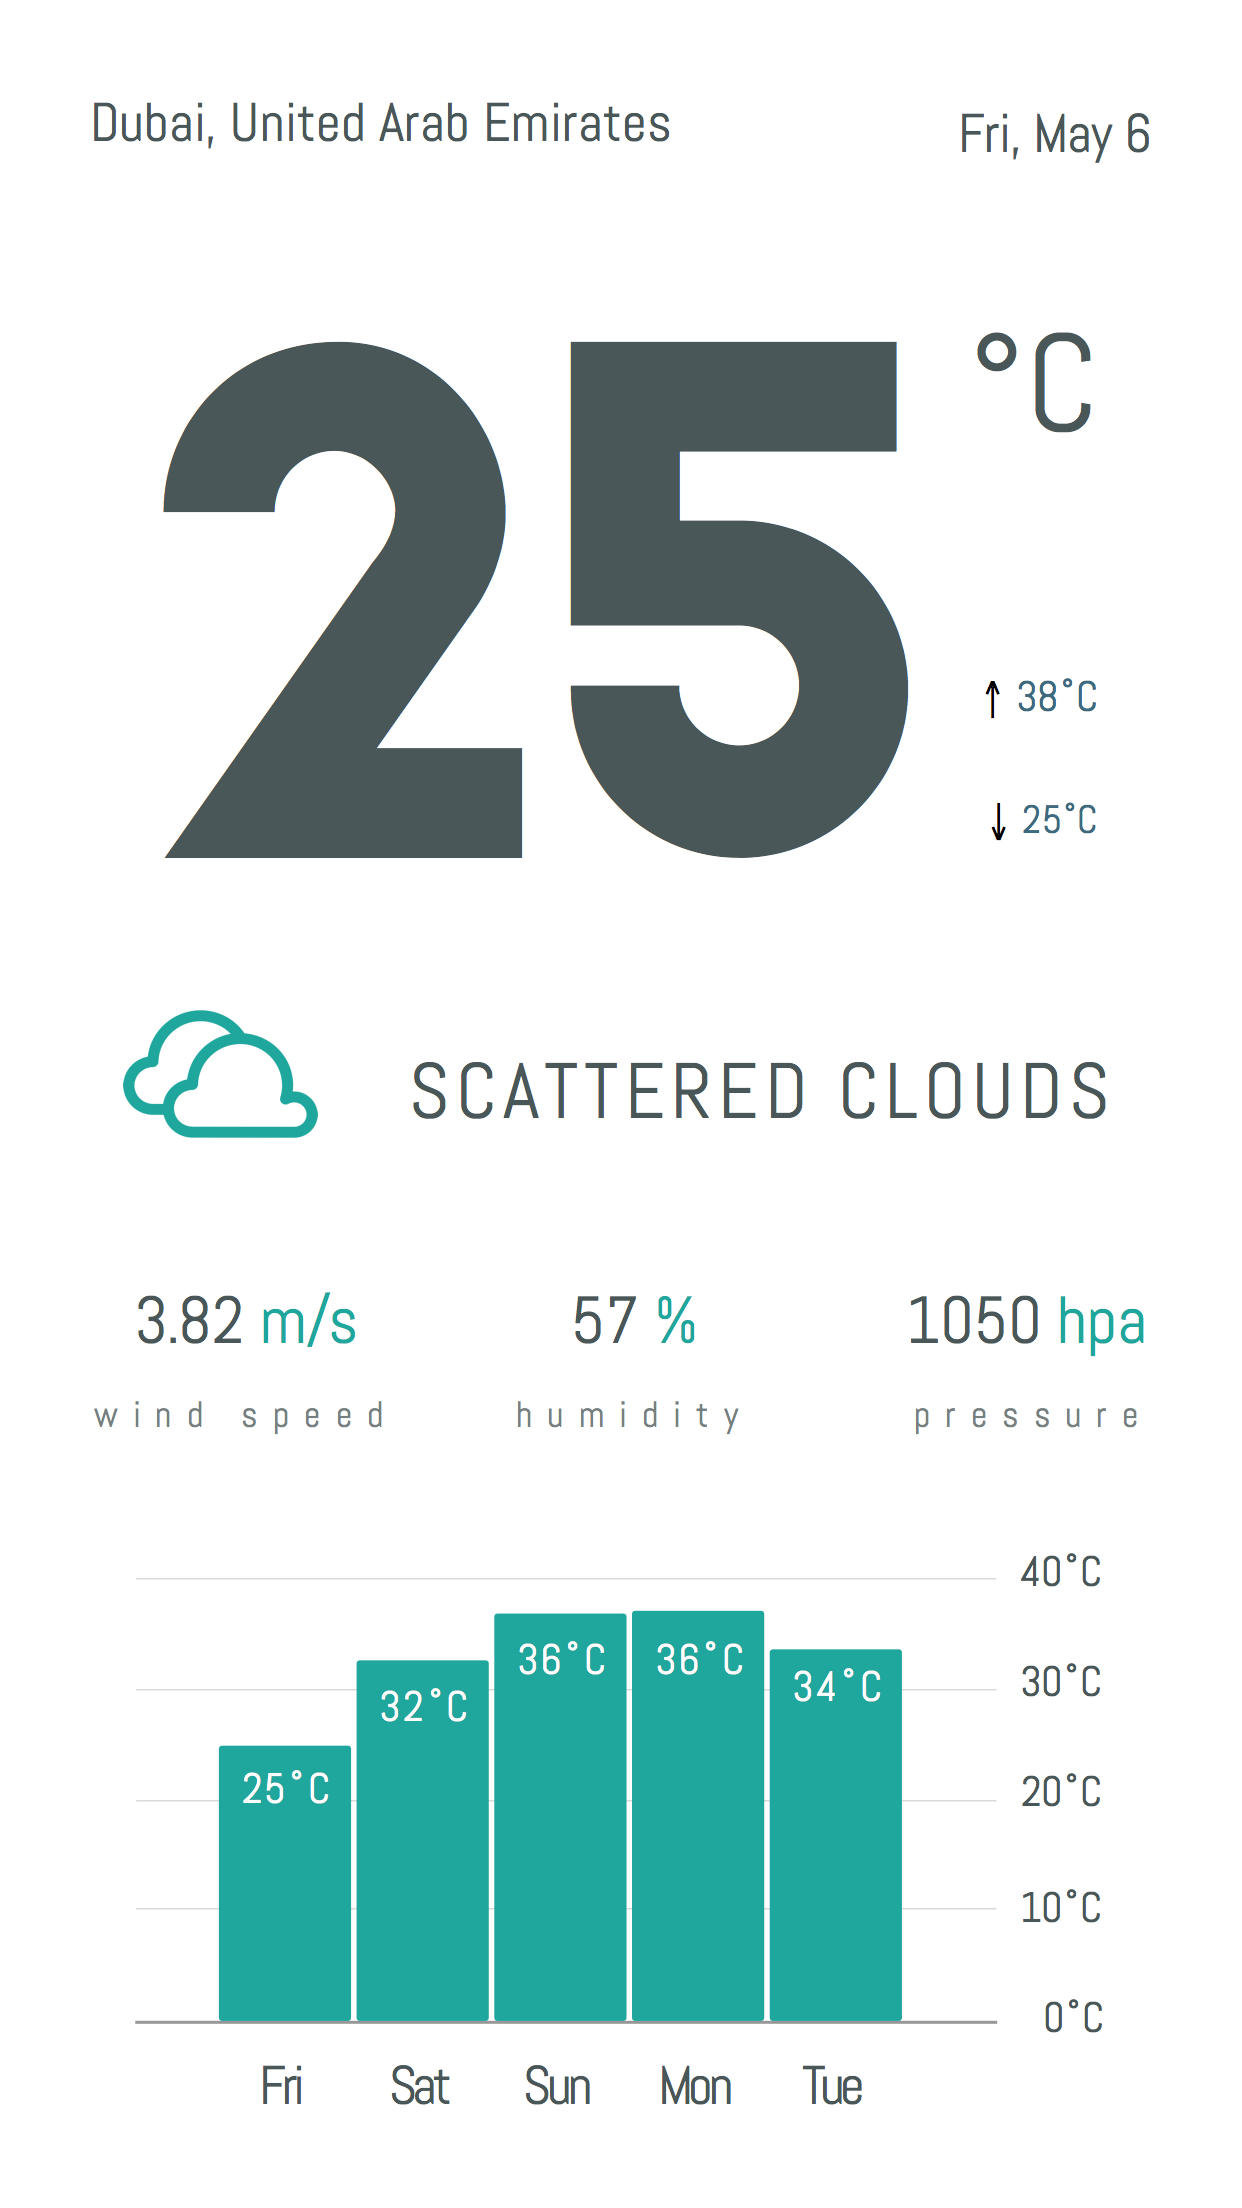 Dubai, United Arab Emirates
Fri, May 6
25 °C
↑ 38°C
↓ 25°C
SCATTERED CLOUDS
3.82 m/s 57 % 1050 hpa
wind speed humidity pressure
40°C
36°C 36°C
34°C 30°C
32°C
25°C 20°C
10°C
0°C
Fri Sat Sun Mon Tue